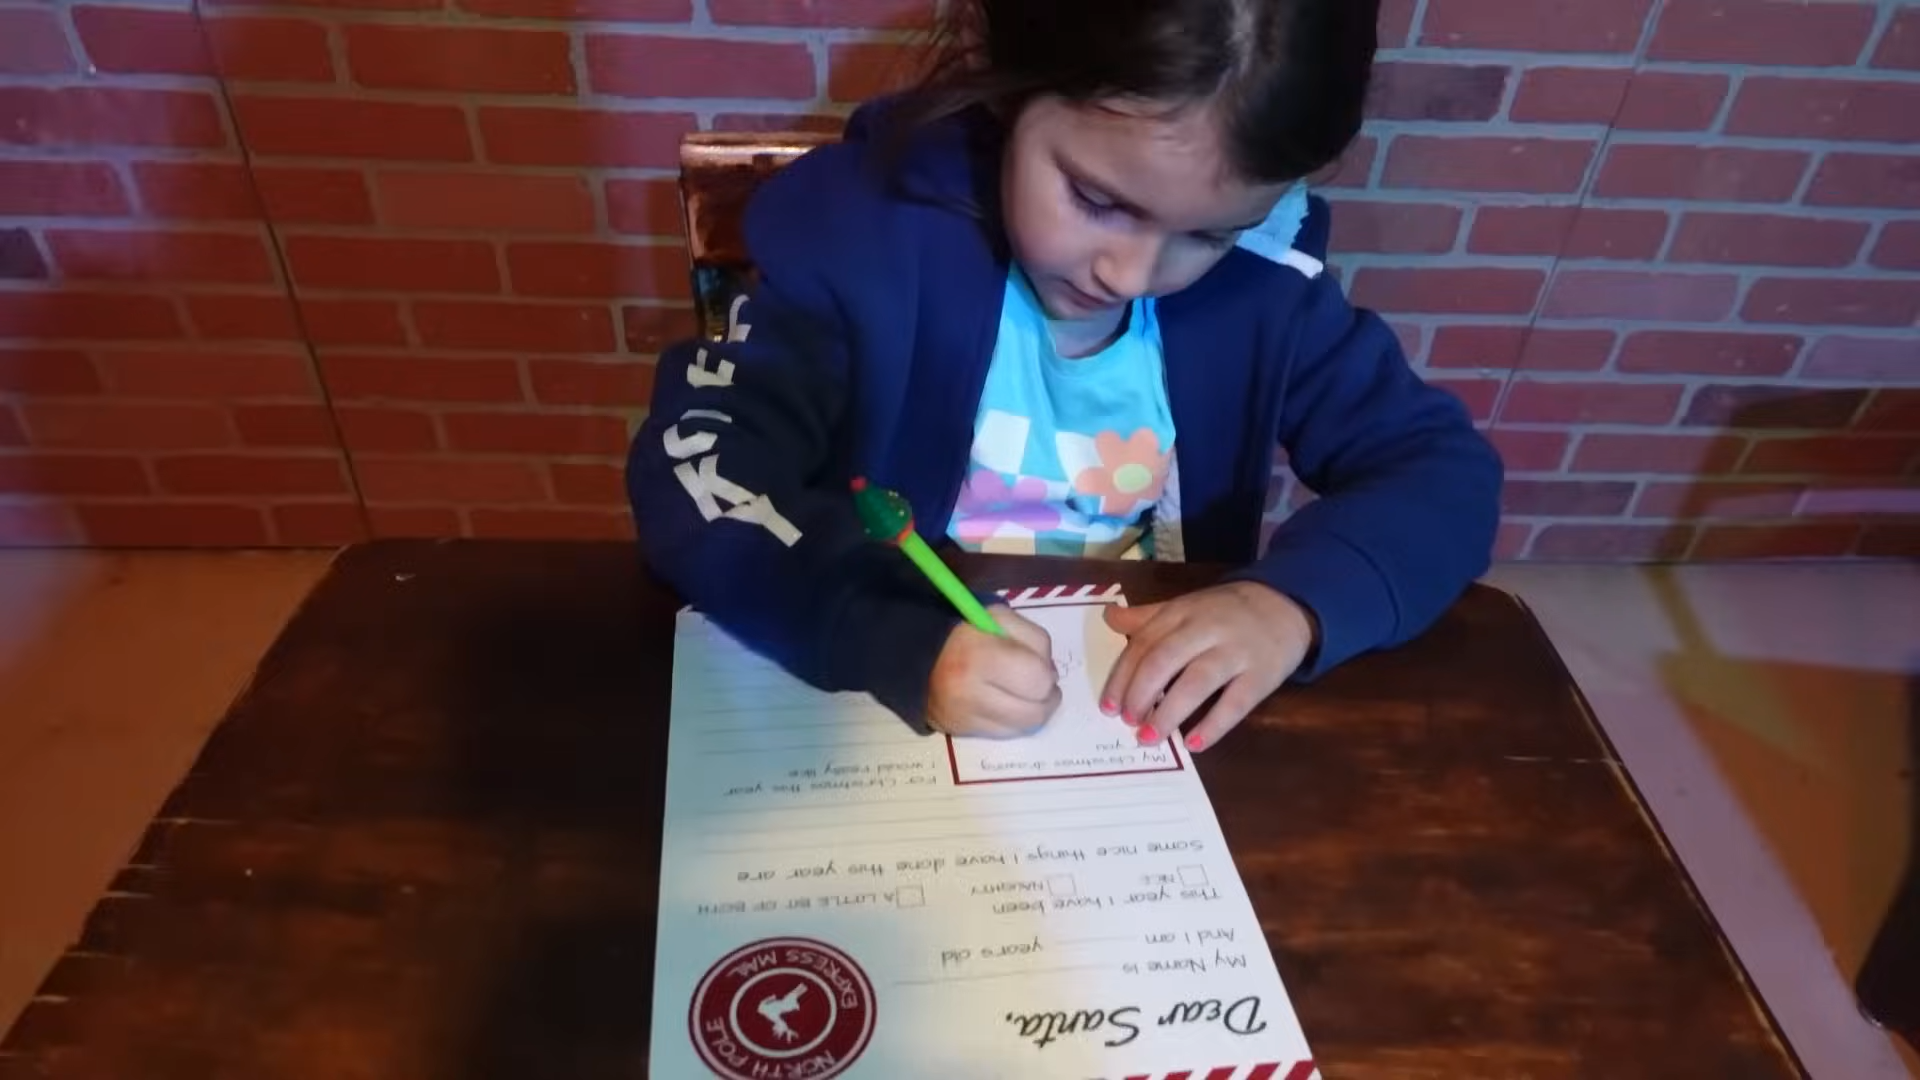 Dear Santa,
My Name is
And I am years old
This year I have been
NICE NAUGHTY A LITTLE BIT OF BOTH
Some nice things I have done this year are
For Christmas this year
I would really like
My Christmas drawing
for you
NORTH POLE
EXPRESS MAIL